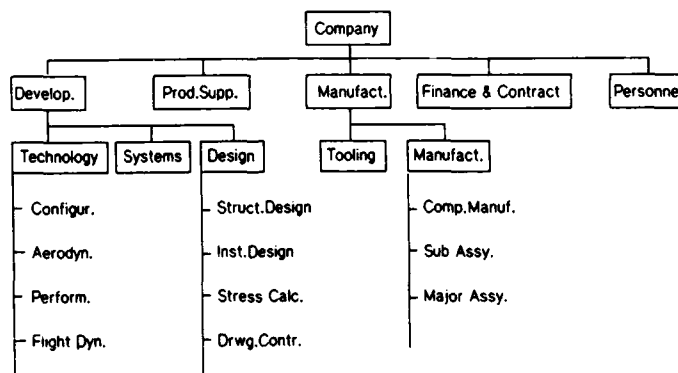 Company
Develop. Prod.Supp. Manufact. Finance & Contract Personne
Technology Systems Design Tooling Manufact.
Configur. Struct.Design Comp.Manuf.
Aerodyn. Inst.Design Sub Assy.
Perform. Stress Calc. Major Assy.
Flight Dyn. Drwg.Contr.